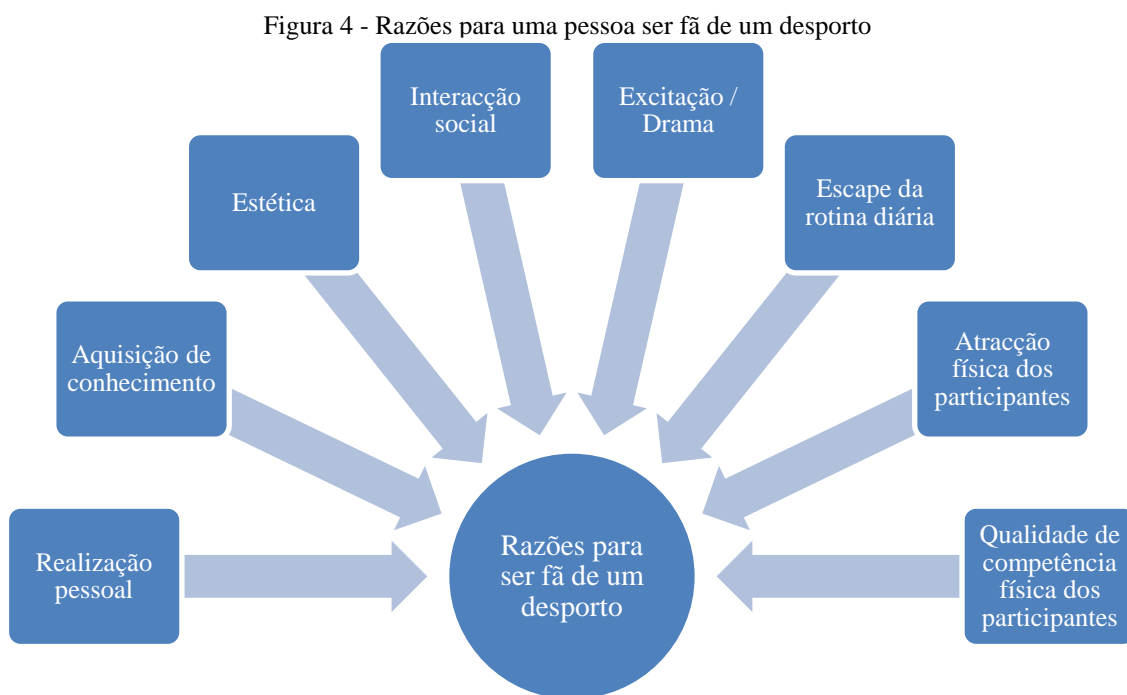 Figura 4 - Razões para uma pessoa ser fã de um desporto
Interacção
social
Excitação /
Drama
Estética
Escape da
rotina diária
Aquisição de
conhecimento
Atracção
física dos
participantes
Realização
pessoal
Razões para
ser fã de um
desporto
Qualidade de
competência
física dos
participantes